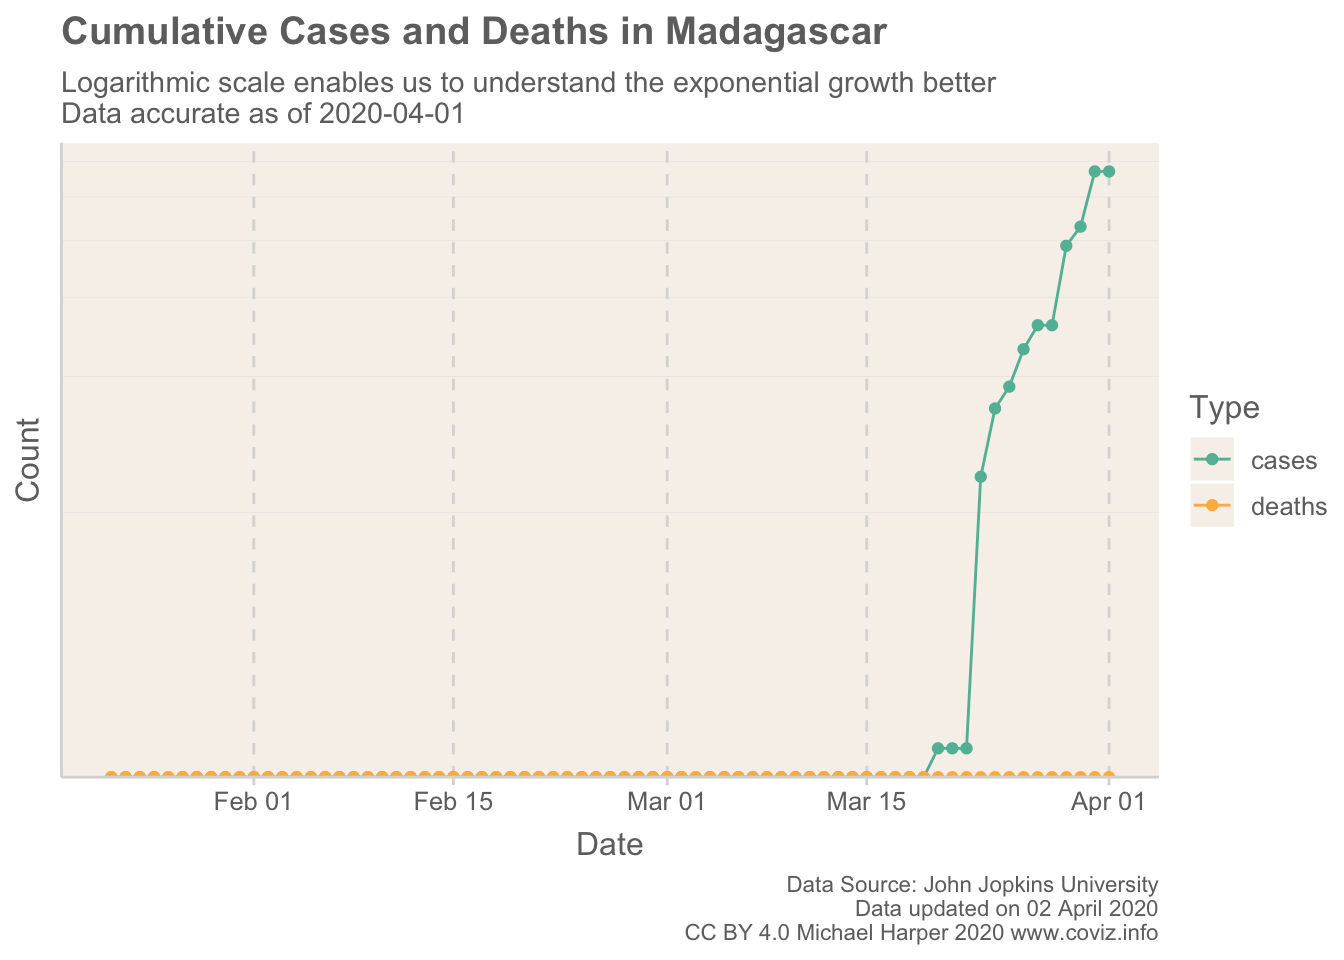 Cumulative Cases and Deaths in Madagascar
Logarithmic scale enables us to understand the exponential growth better
Data accurate as of 2020-04-01
Count
Type
cases
deaths
Feb 01
Feb 15
Mar 01
Mar 15
Apr 01
Date
Data Source: John Jopkins University
Data updated on 02 April 2020
CC BY 4.0 Michael Harper 2020 www.coviz.info